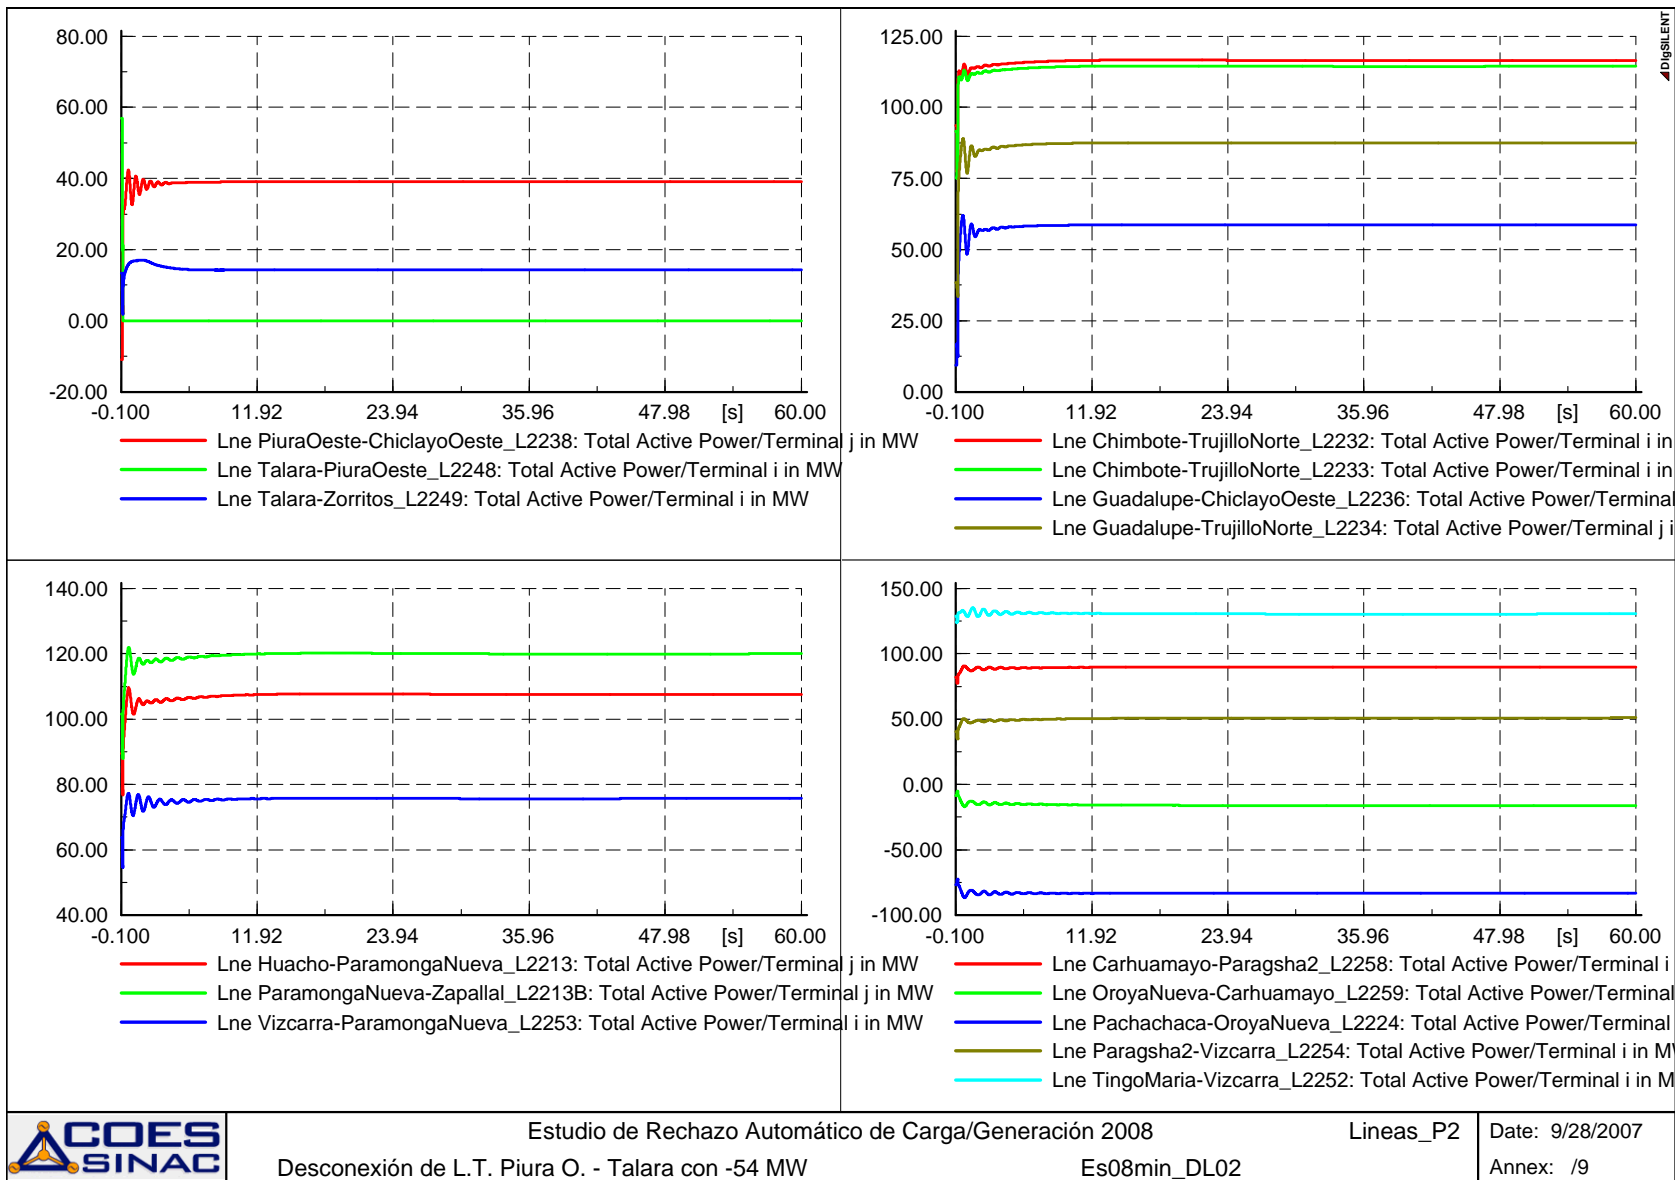 DIgSILENT
80.00
60.00
40.00
20.00
0.00
-20.00
-0.100 11.92 23.94 35.96 47.98 [s] 60.00
Lne PiuraOeste-ChiclayoOeste_L2238: Total Active Power/Terminal j in MW
Lne Talara-PiuraOeste_L2248: Total Active Power/Terminal i in MW
Lne Talara-Zorritos_L2249: Total Active Power/Terminal i in MW
125.00
100.00
75.00
50.00
25.00
0.00
-0.100 11.92 23.94 35.96 47.98 [s] 60.00
Lne Chimbote-TrujilloNorte_L2232: Total Active Power/Terminal i in
Lne Chimbote-TrujilloNorte_L2233: Total Active Power/Terminal i in
Lne Guadalupe-ChiclayoOeste_L2236: Total Active Power/Terminal
Lne Guadalupe-TrujilloNorte_L2234: Total Active Power/Terminal j i
140.00
120.00
100.00
80.00
60.00
40.00
-0.100 11.92 23.94 35.96 47.98 [s] 60.00
Lne Huacho-ParamongaNueva_L2213: Total Active Power/Terminal j in MW
Lne ParamongaNueva-Zapallal_L2213B: Total Active Power/Terminal j in MW
Lne Vizcarra-ParamongaNueva_L2253: Total Active Power/Terminal i in MW
150.00
100.00
50.00
0.00
-50.00
-100.00
-0.100 11.92 23.94 35.96 47.98 [s] 60.00
Lne Carhuamayo-Paragsha2_L2258: Total Active Power/Terminal i
Lne OroyaNueva-Carhuamayo_L2259: Total Active Power/Terminal
Lne Pachachaca-OroyaNueva_L2224: Total Active Power/Terminal
Lne Paragsha2-Vizcarra_L2254: Total Active Power/Terminal i in M
Lne TingoMaria-Vizcarra_L2252: Total Active Power/Terminal i in M
COES
SINAC
Estudio de Rechazo Automático de Carga/Generación 2008 Lineas_P2
Desconexión de L.T. Piura O. - Talara con -54 MW Es08min_DL02
Date: 9/28/2007
Annex: /9